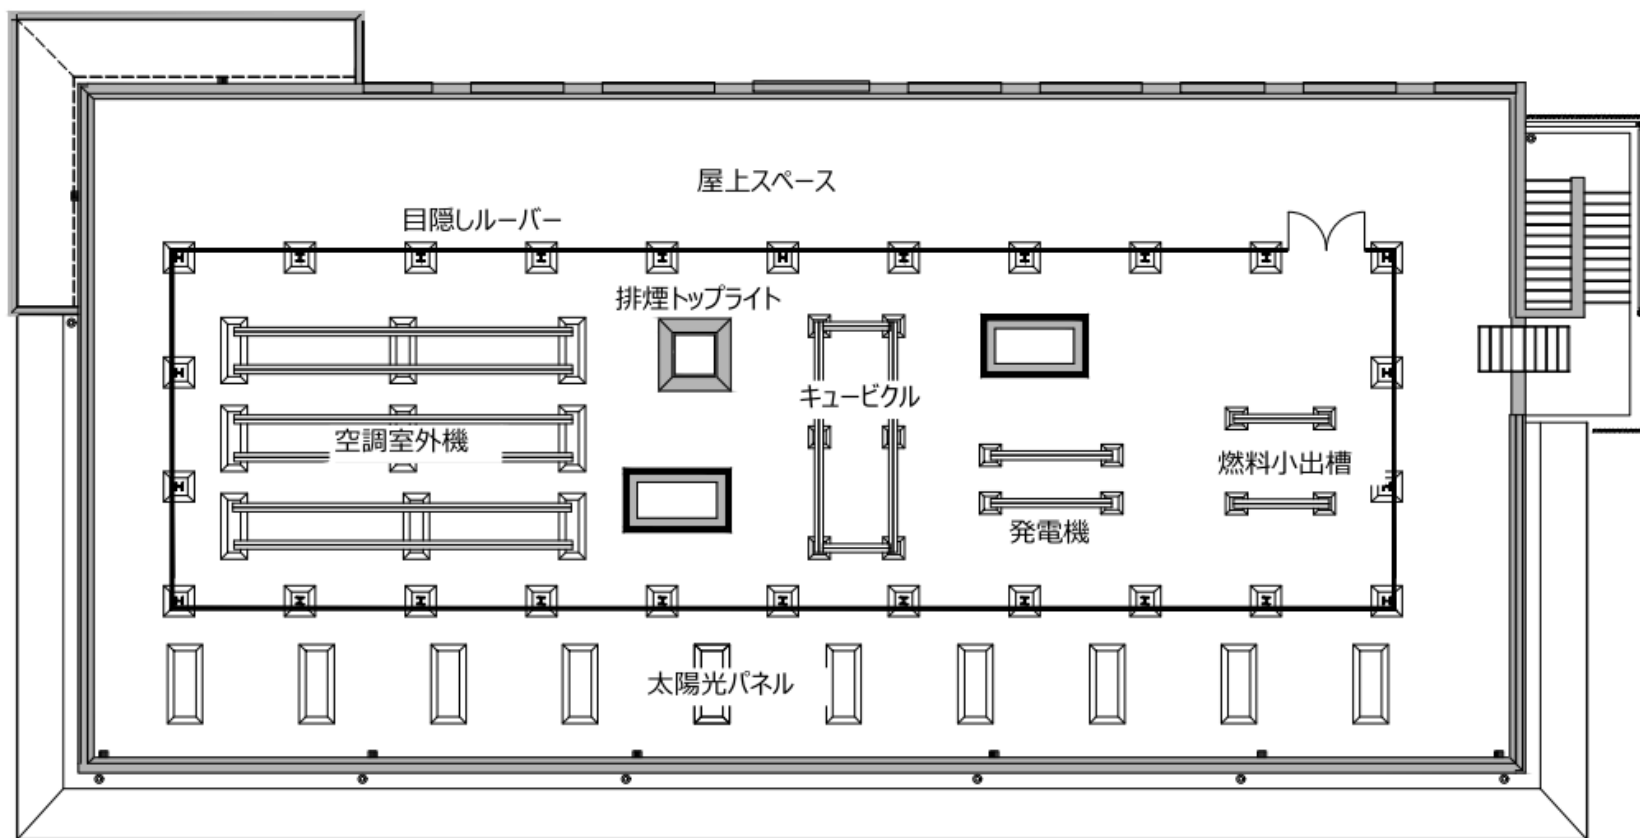 屋上スペース
目隠しルーバー
排煙トップライト
キュービクル
空調室外機
燃料小出槽
発電機
太陽光パネル